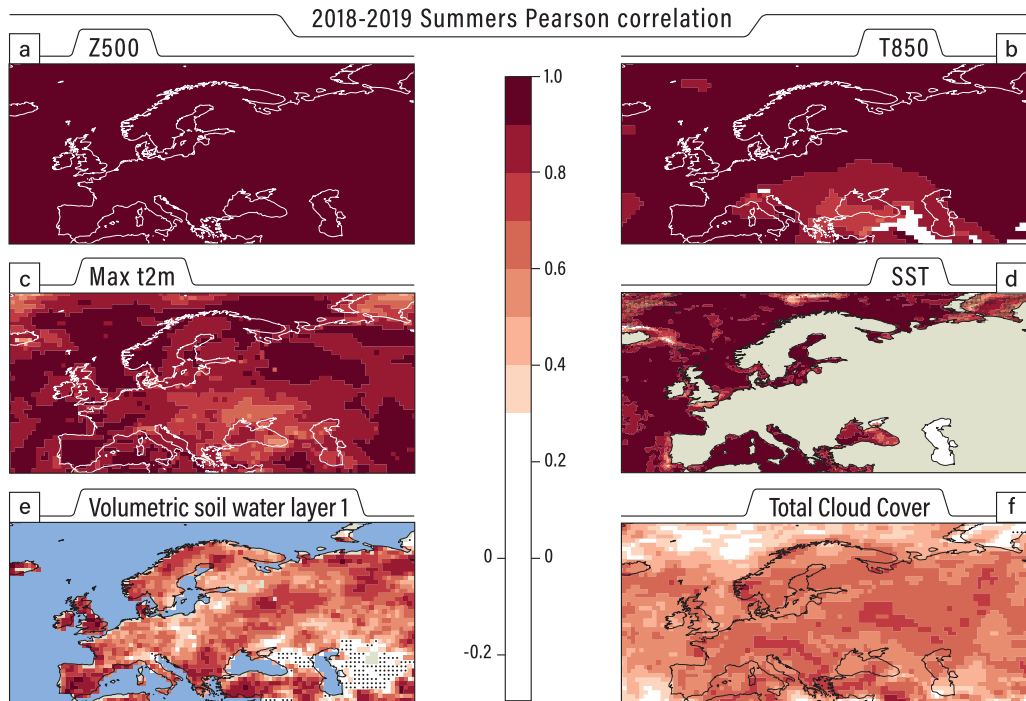 2018-2019 Summers Pearson correlation
a Z500
T850 b
1.0
0.8
0.6
0.4
0.2
0 0
-0.2
c Max t2m
SST d
e Volumetric soil water layer 1
Total Cloud Cover f